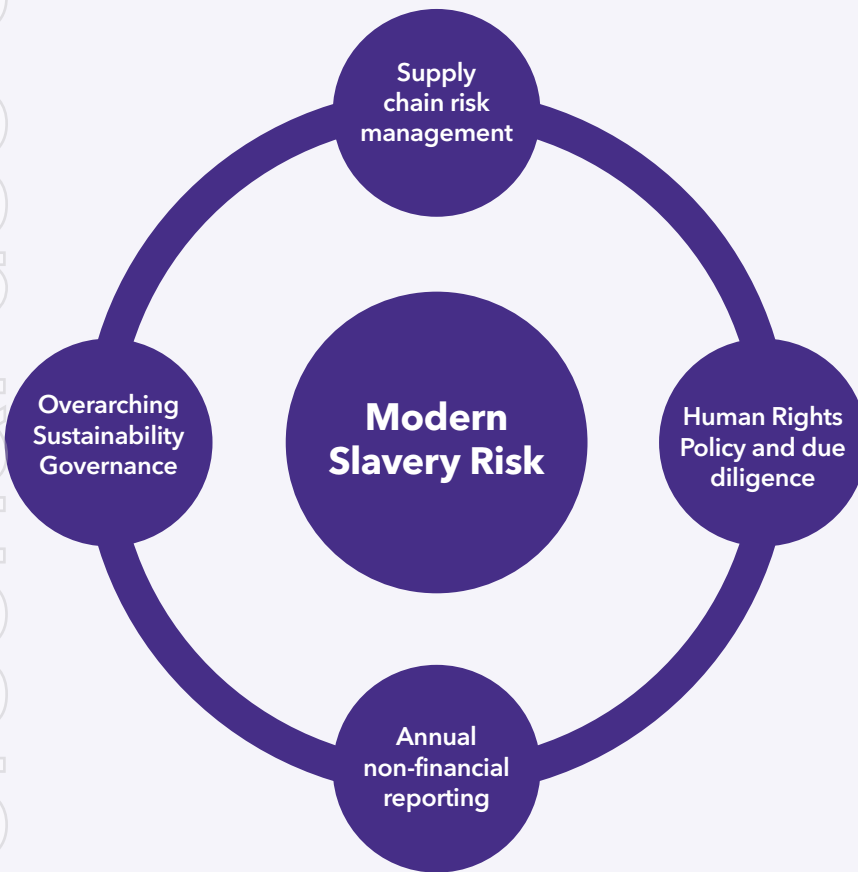 Supply
chain risk
management
Overarching
Sustainability
Governance
Modern
Slavery Risk
Human Rights
Policy and due
diligence
Annual
non-financial
reporting